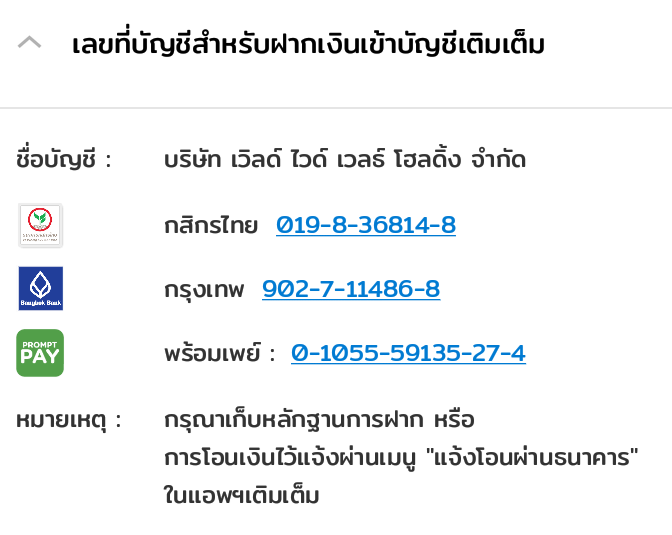 เลขที่บัญชีสำหรับฝากเงินเข้าบัญชีเติมเต็ม
ชื่อบัญชี : บริษัท เวิลด์ ไวด์ เวลธ์ โฮลดิ้ง จำกัด
กสิกรไทย 019-8-36814-8
Bangkok Bank กรุงเทพ 902-7-11486-8
PROMPT
PAY พร้อมเพย์ : 0-1055-59135-27-4
หมายเหตุ : กรุณาเก็บหลักฐานการฝาก หรือ
การโอนเงินไว้แจ้งผ่านเมนู "แจ้งโอนผ่านธนาคาร"
ในแอพฯเติมเต็ม